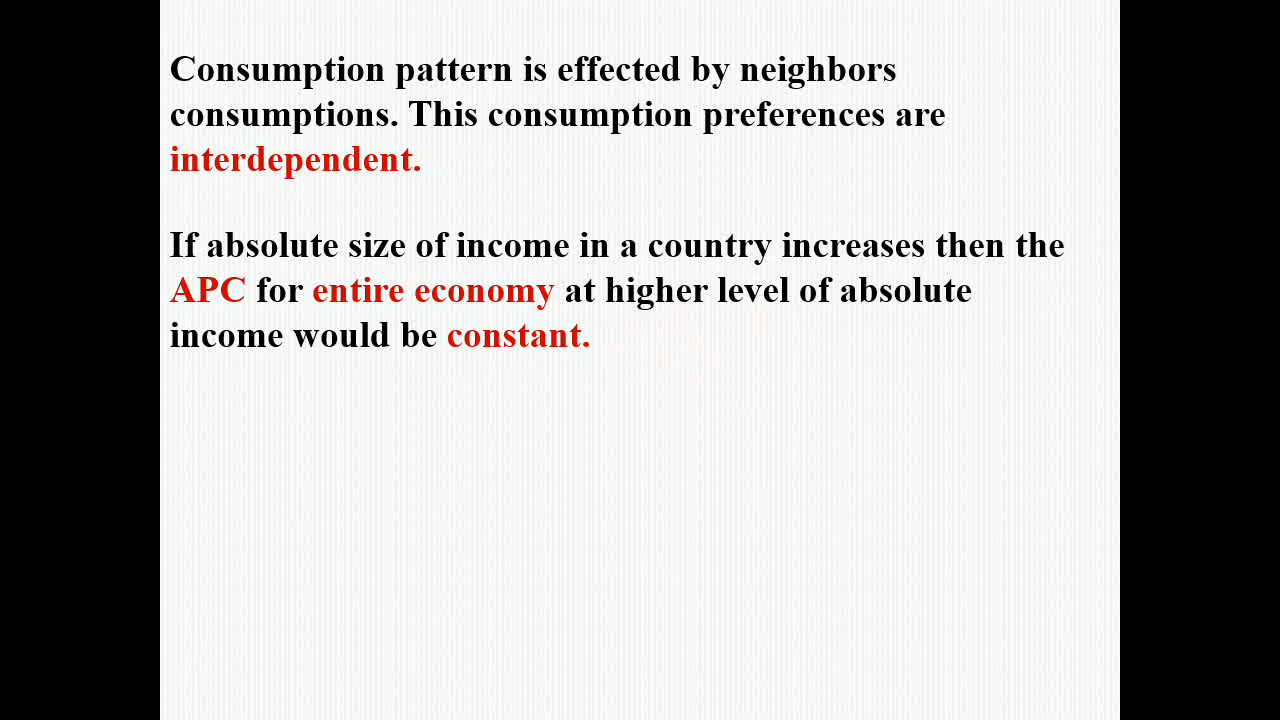 Consumption pattern is effected by neighbors
consumptions. This consumption preferences are
interdependent.
If absolute size of income in a country increases then the
APC for entire economy at higher level of absolute
income would be constant.